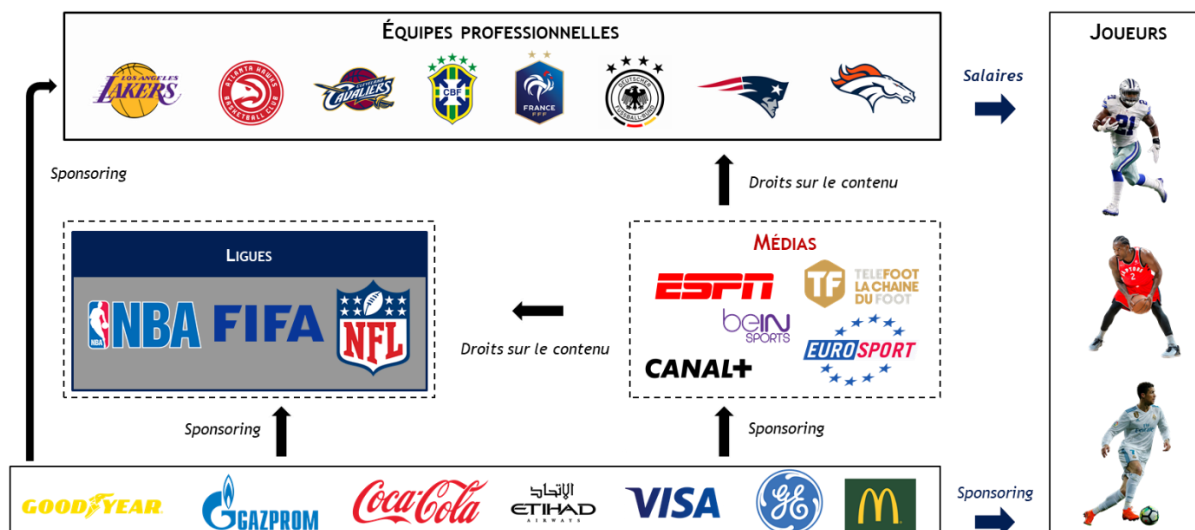 ÉQUIPES PROFESSIONNELLES
JOUEURS
LOS ANGELES
LAKERS
ATLANTA HAWKS
BASKETBALL CLUB
CAVALIERS
CBF
FRANCE
FFF
DEUTSCHER
FUSSBALL-BUND
Salaires
21
Sponsoring
Droits sur le contenu
LIGUES
NBA
NBA
FIFA
NFL
Droits sur le contenu
MÉDIAS
ESPN
TF
TELEFOOT
LA CHAINE
DU FOOT
beIN
SPORTS
CANAL+
EUROSPORT
2
Sponsoring
Sponsoring
GOODYEAR
GAZPROM
Coca-Cola
الإتحاد
ETIHAD
AIRWAYS
VISA
GE
M
Sponsoring